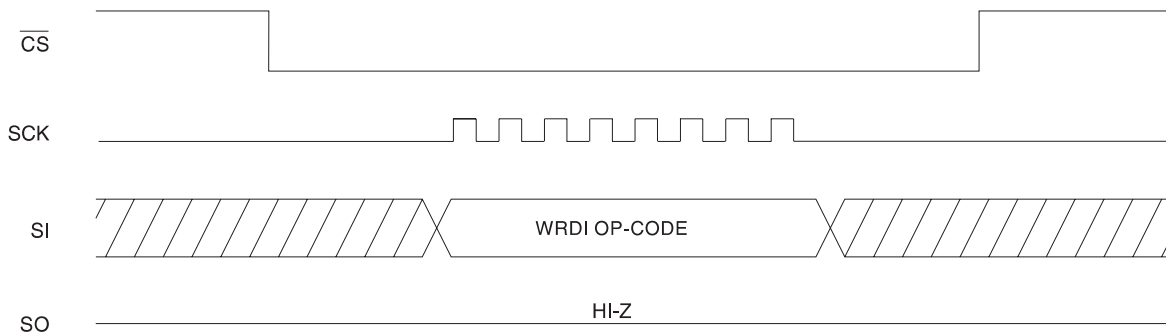 CS
SCK
SI
WRDI OP-CODE
HI-Z
SO